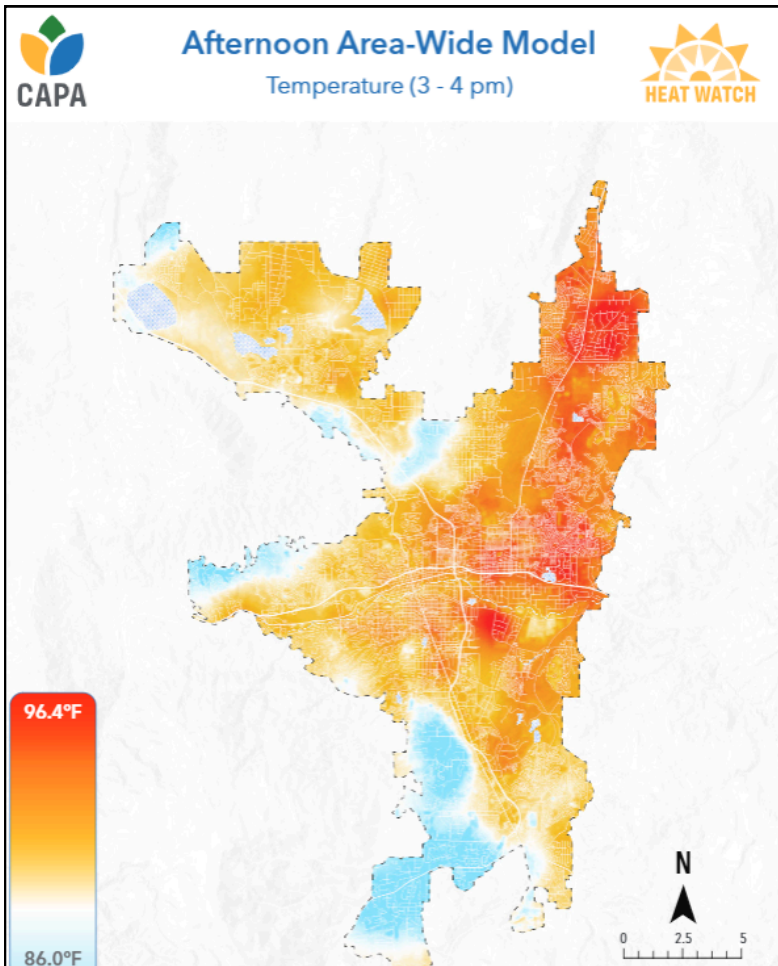 CAPA
Afternoon Area-Wide Model
Temperature (3 - 4 pm)
HEAT WATCH
96.4°F
86.0°F
N
0 2.5 5